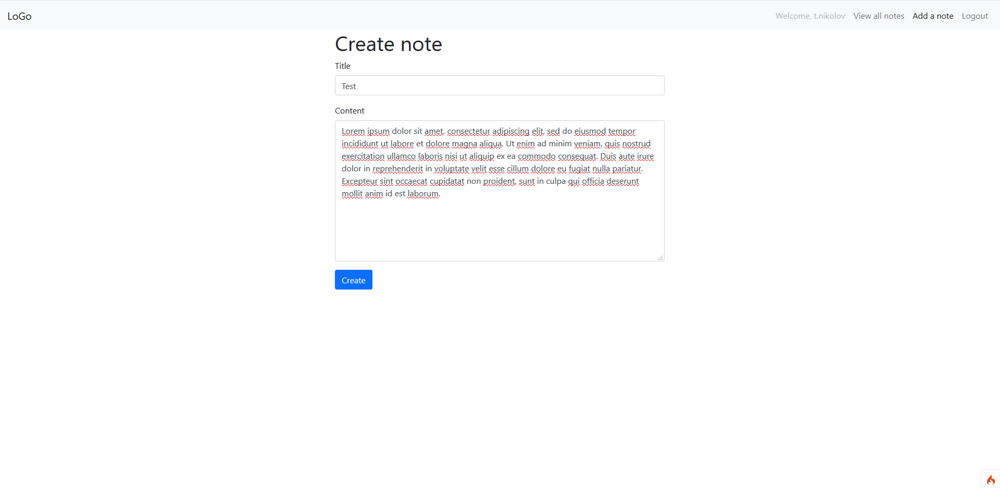 LoGo
Welcome, t.nikolov View all notes Add a note Logout
Create note
Title
Test
Content
Lorem ipsum dolor sit amet, consectetur adipiscing elit, sed do eiusmod tempor
incididunt ut labore et dolore magna aliqua. Ut enim ad minim veniam, quis nostrud
exercitation ullamco laboris nisi ut aliquip ex ea commodo consequat. Duis aute irure
dolor in reprehenderit in voluptate velit esse cillum dolore eu fugiat nulla pariatur.
Excepteur sint occaecat cupidatat non proident, sunt in culpa qui officia deserunt
mollit anim id est laborum.
Create